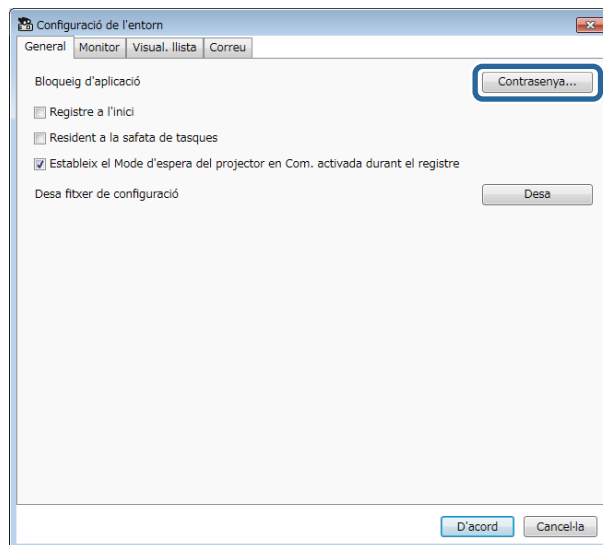 Configuració de l'entorn
General Monitor Visual. llista Correu
Bloqueig d'aplicació Contrasenya...
Registre a l'inici
Resident a la safata de tasques
Estableix el Mode d'espera del projector en Com. activada durant el registre
Desa fitxer de configuració Desa
D'acord Cancel·la